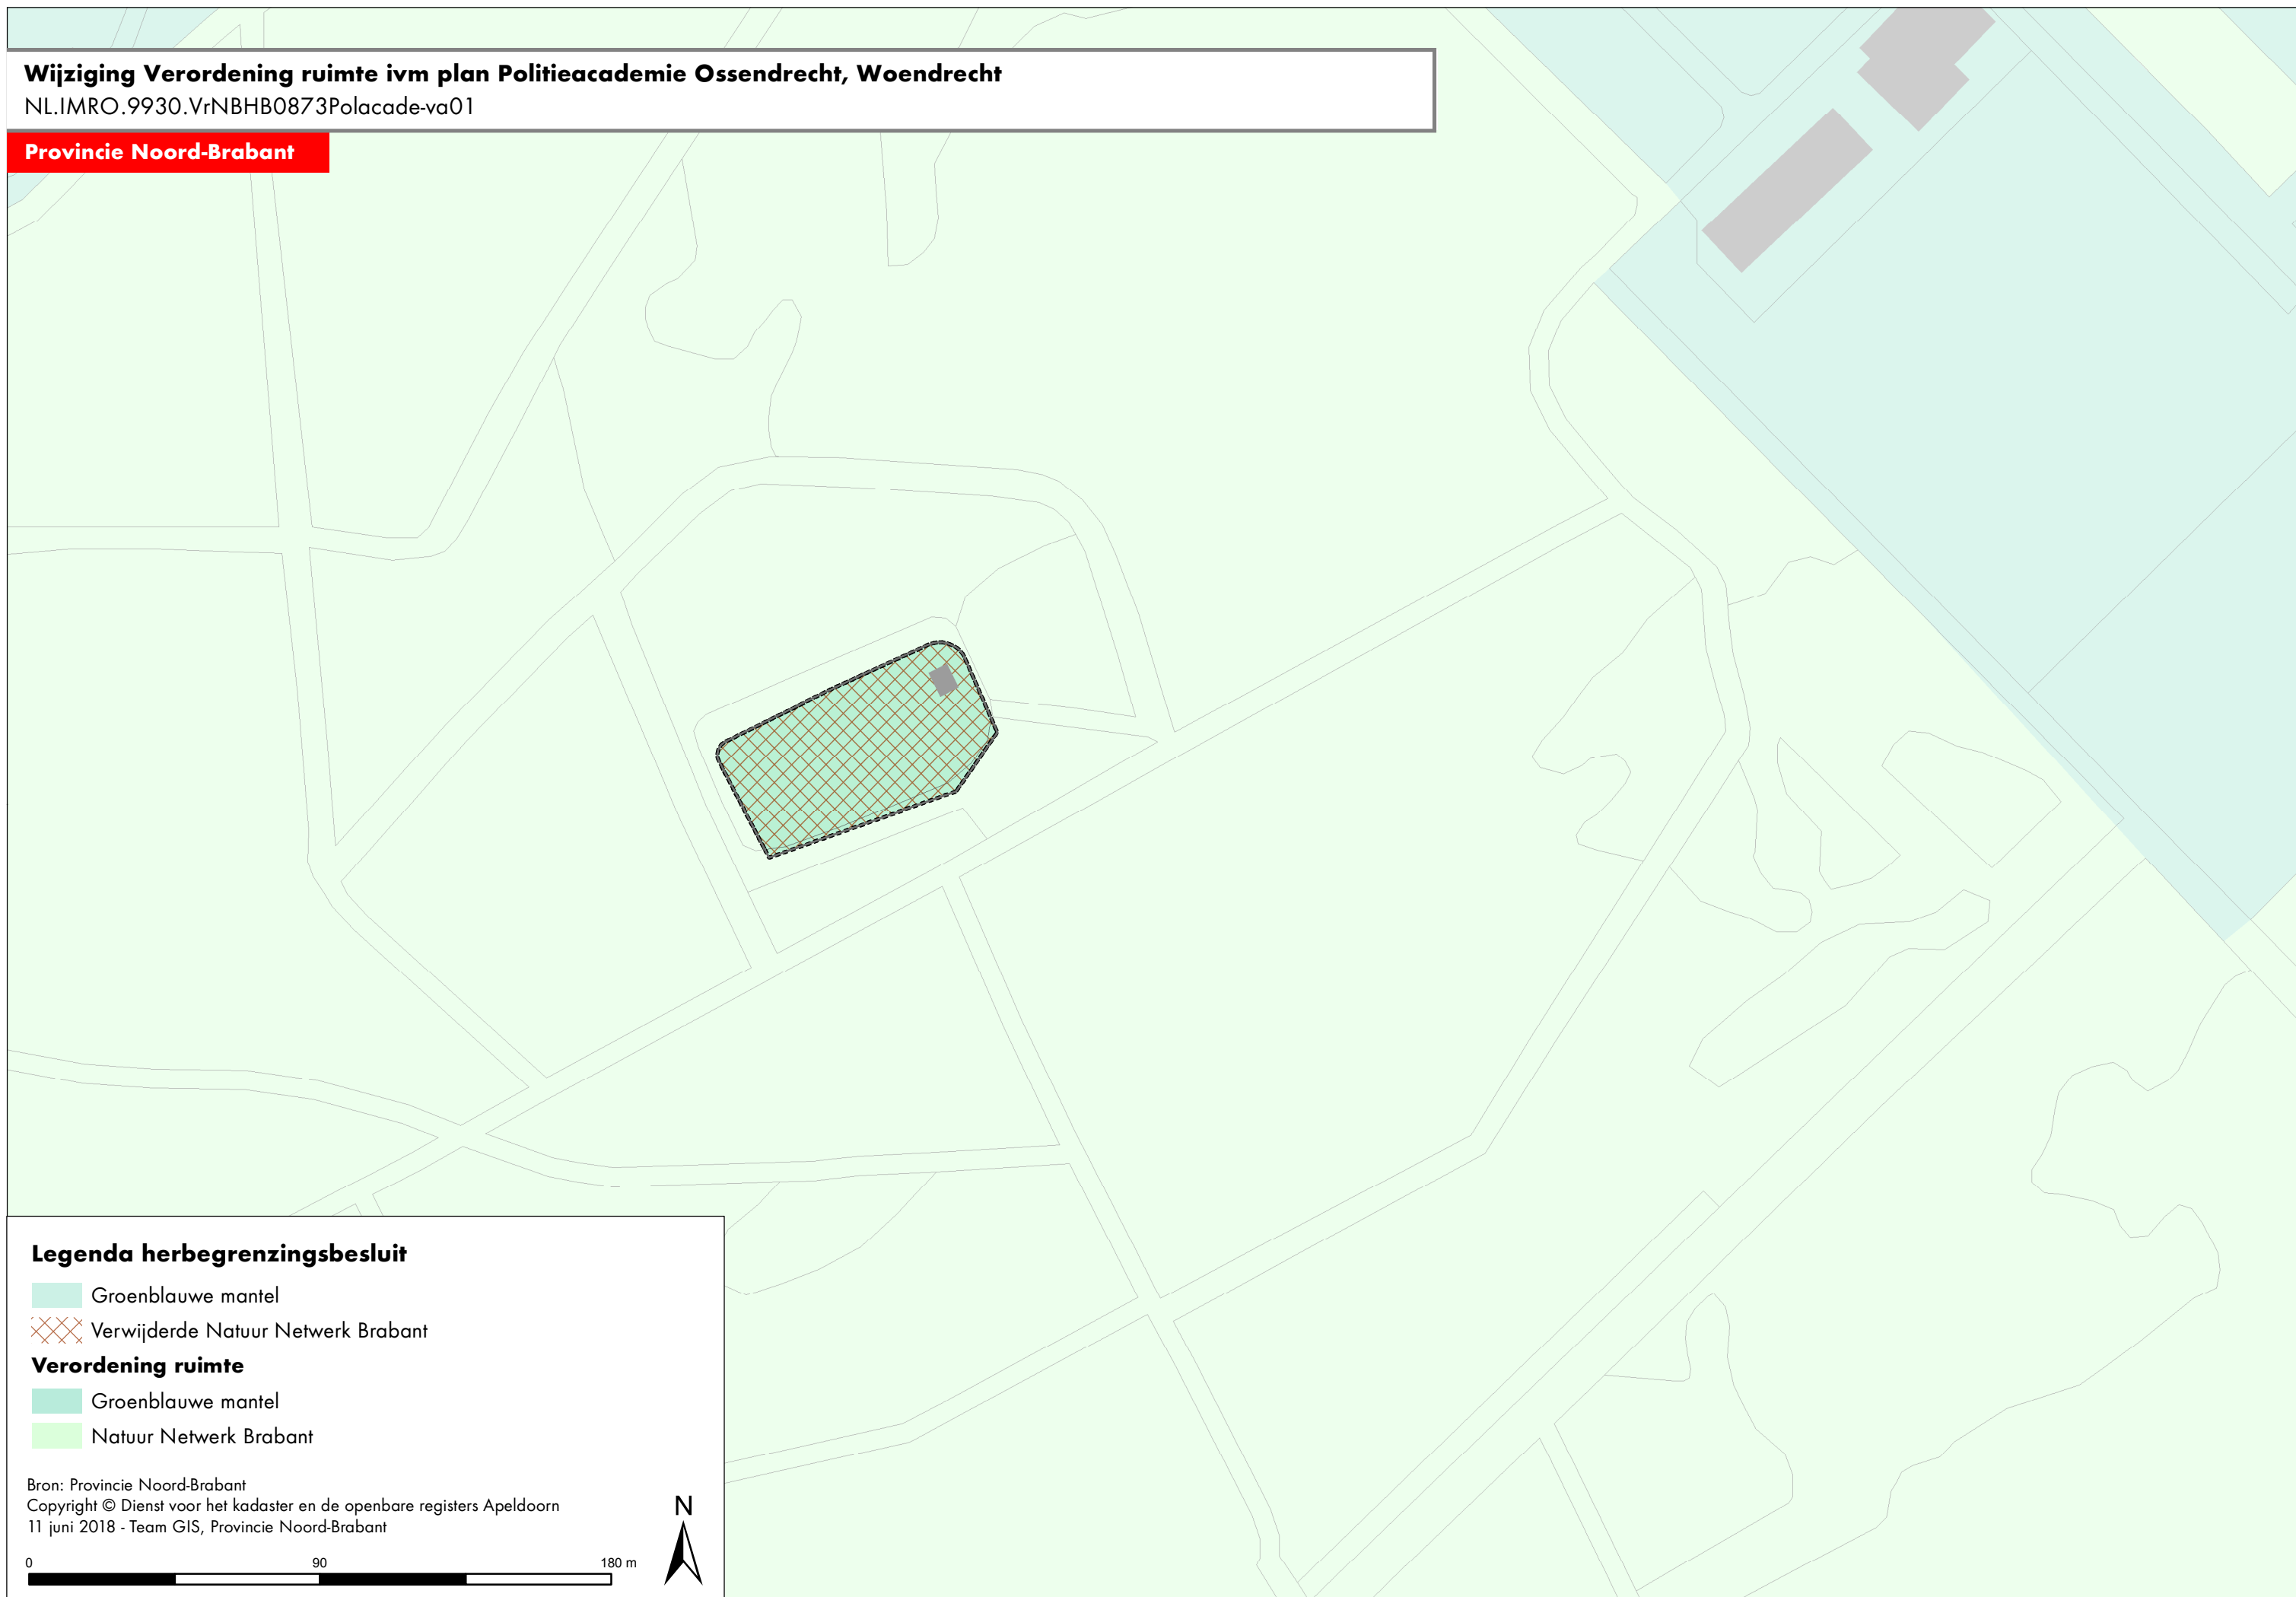 Wijziging Verordening ruimte ivm plan Politieacademie Ossendrecht, Woendrecht
NL.IMRO.9930.VrNBHB0873Polacade-va01
Provincie Noord-Brabant
Legenda herbegrenzingsbesluit
Groenblauwe mantel
Verwijderde Natuur Netwerk Brabant
Verordening ruimte
Groenblauwe mantel
Natuur Netwerk Brabant
Bron: Provincie Noord-Brabant
Copyright © Dienst voor het kadaster en de openbare registers Apeldoorn
11 juni 2018 - Team GIS, Provincie Noord-Brabant
N
0 90 180 m